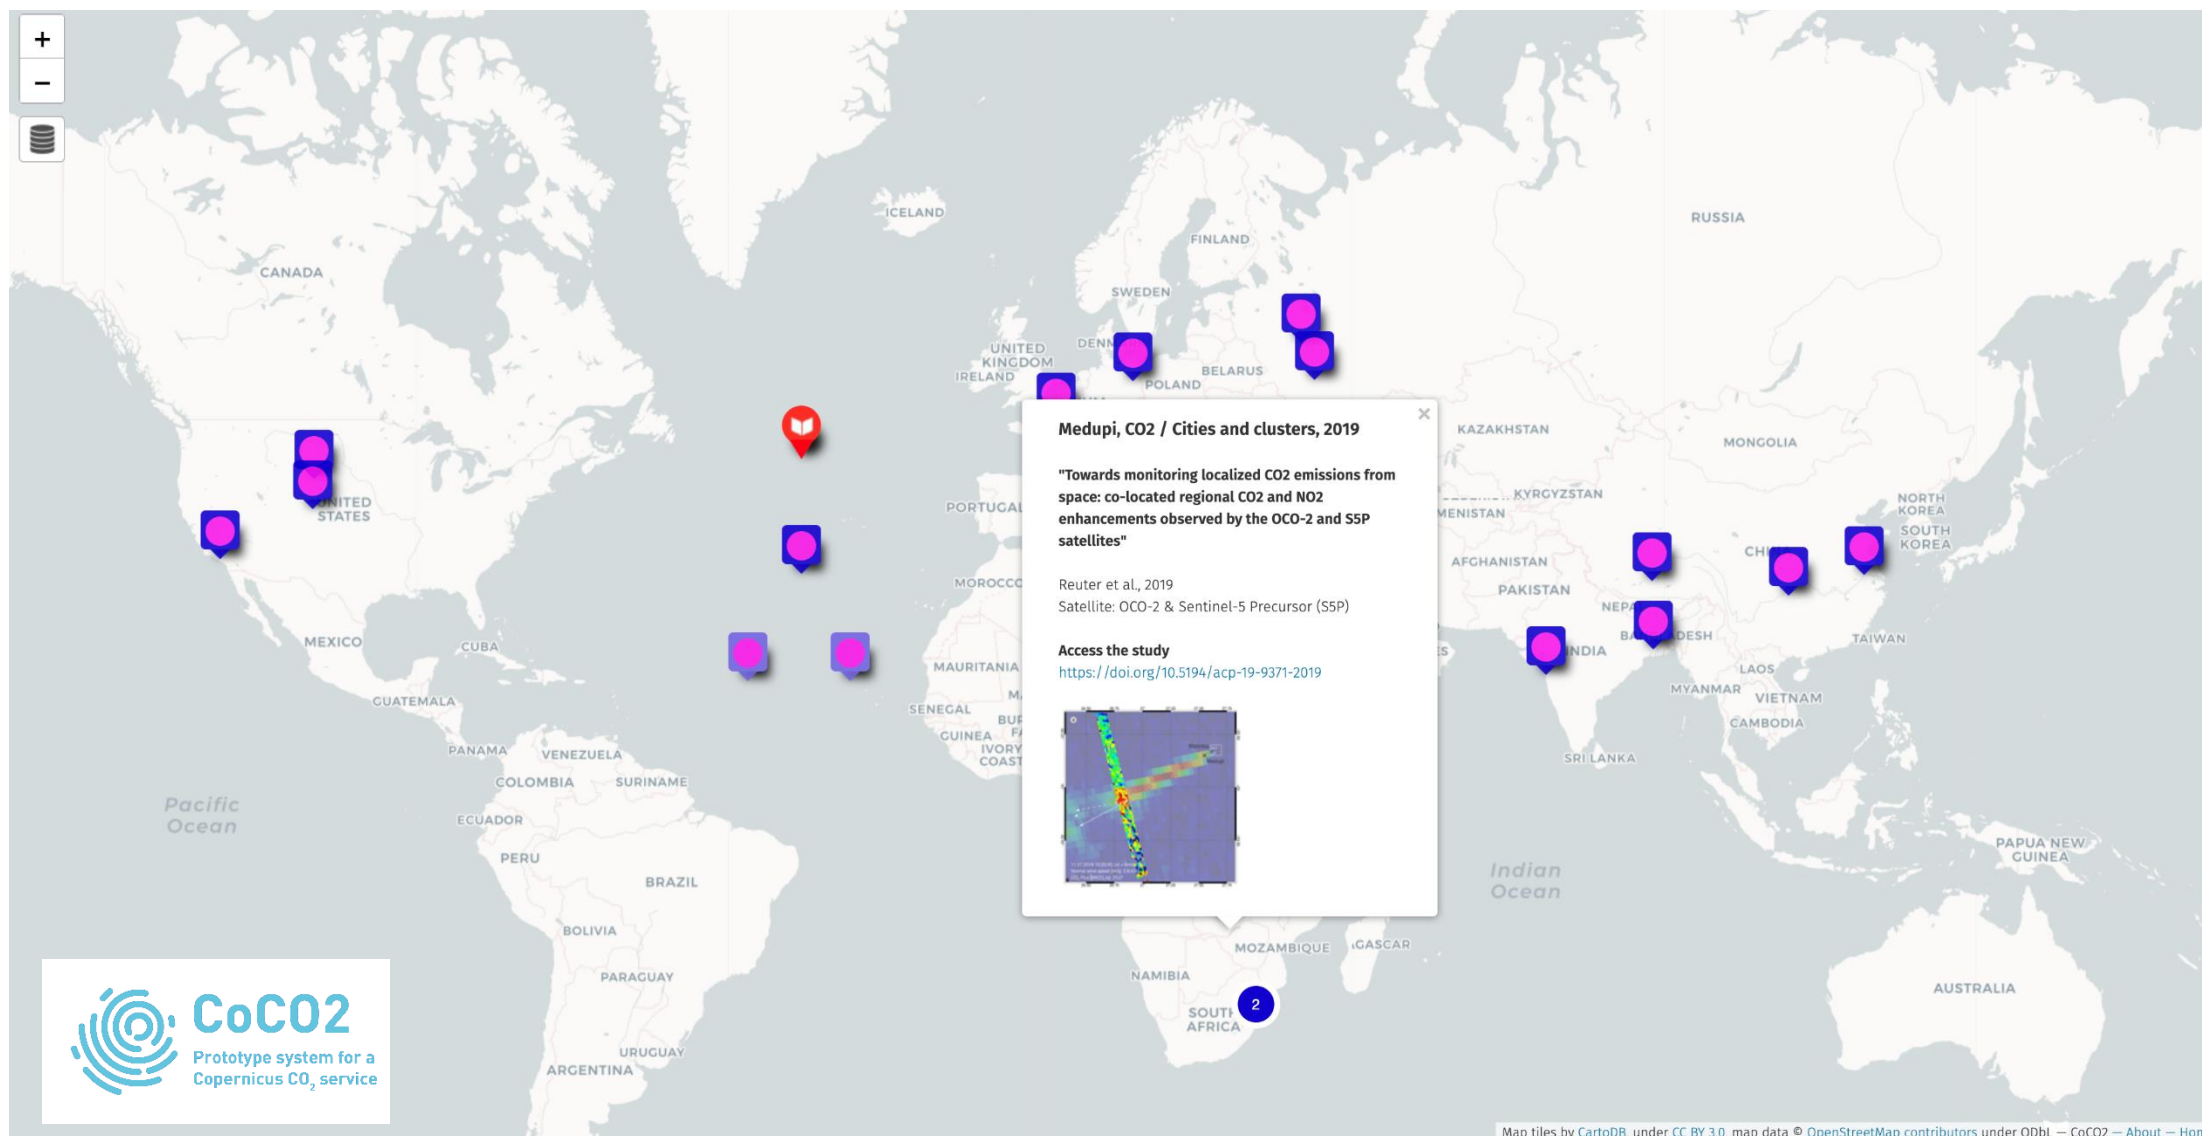 +
−
ICELAND
RUSSIA
FINLAND
CANADA
SWEDEN
UNITED
KINGDOM
IRELAND
DENM
BELARUS
POLAND
KAZAKHSTAN
MONGOLIA
UNITED
STATES
PORTUGAL
KYRGYZSTAN
MENISTAN
NORTH
KOREA
SOUTH
KOREA
AFGHANISTAN
CHI
MOROCCO
PAKISTAN
NEPA
BA DESH
TAIWAN
INDIA
MEXICO
CUBA
MAURITANIA
LAOS
MYANMAR
VIETNAM
GUATEMALA
SENEGAL
CAMBODIA
BUR
GUINEA
IVORY
COAST
PANAMA
VENEZUELA
SRI LANKA
COLOMBIA
SURINAME
Pacific
Ocean
ECUADOR
PERU
BRAZIL
PAPUA NEW
GUINEA
Indian
Ocean
BOLIVIA
MOZAMBIQUE
GASCAR
PARAGUAY
NAMIBIA
AUSTRALIA
SOUTH
AFRICA
2
URUGUAY
ARGENTINA
Medupi, CO2 / Cities and clusters, 2019
×
"Towards monitoring localized CO2 emissions from
space: co-located regional CO2 and NO2
enhancements observed by the OCO-2 and S5P
satellites"
Reuter et al., 2019
Satellite: OCO-2 & Sentinel-5 Precursor (S5P)
Access the study
https://doi.org/10.5194/acp-19-9371-2019
CoCO2
Prototype system for a
Copernicus CO₂ service
Map tiles by CartoDB, under CC BY 3.0. map data © OpenStreetMap contributors under ODbL — CoCO2 — About — Hom